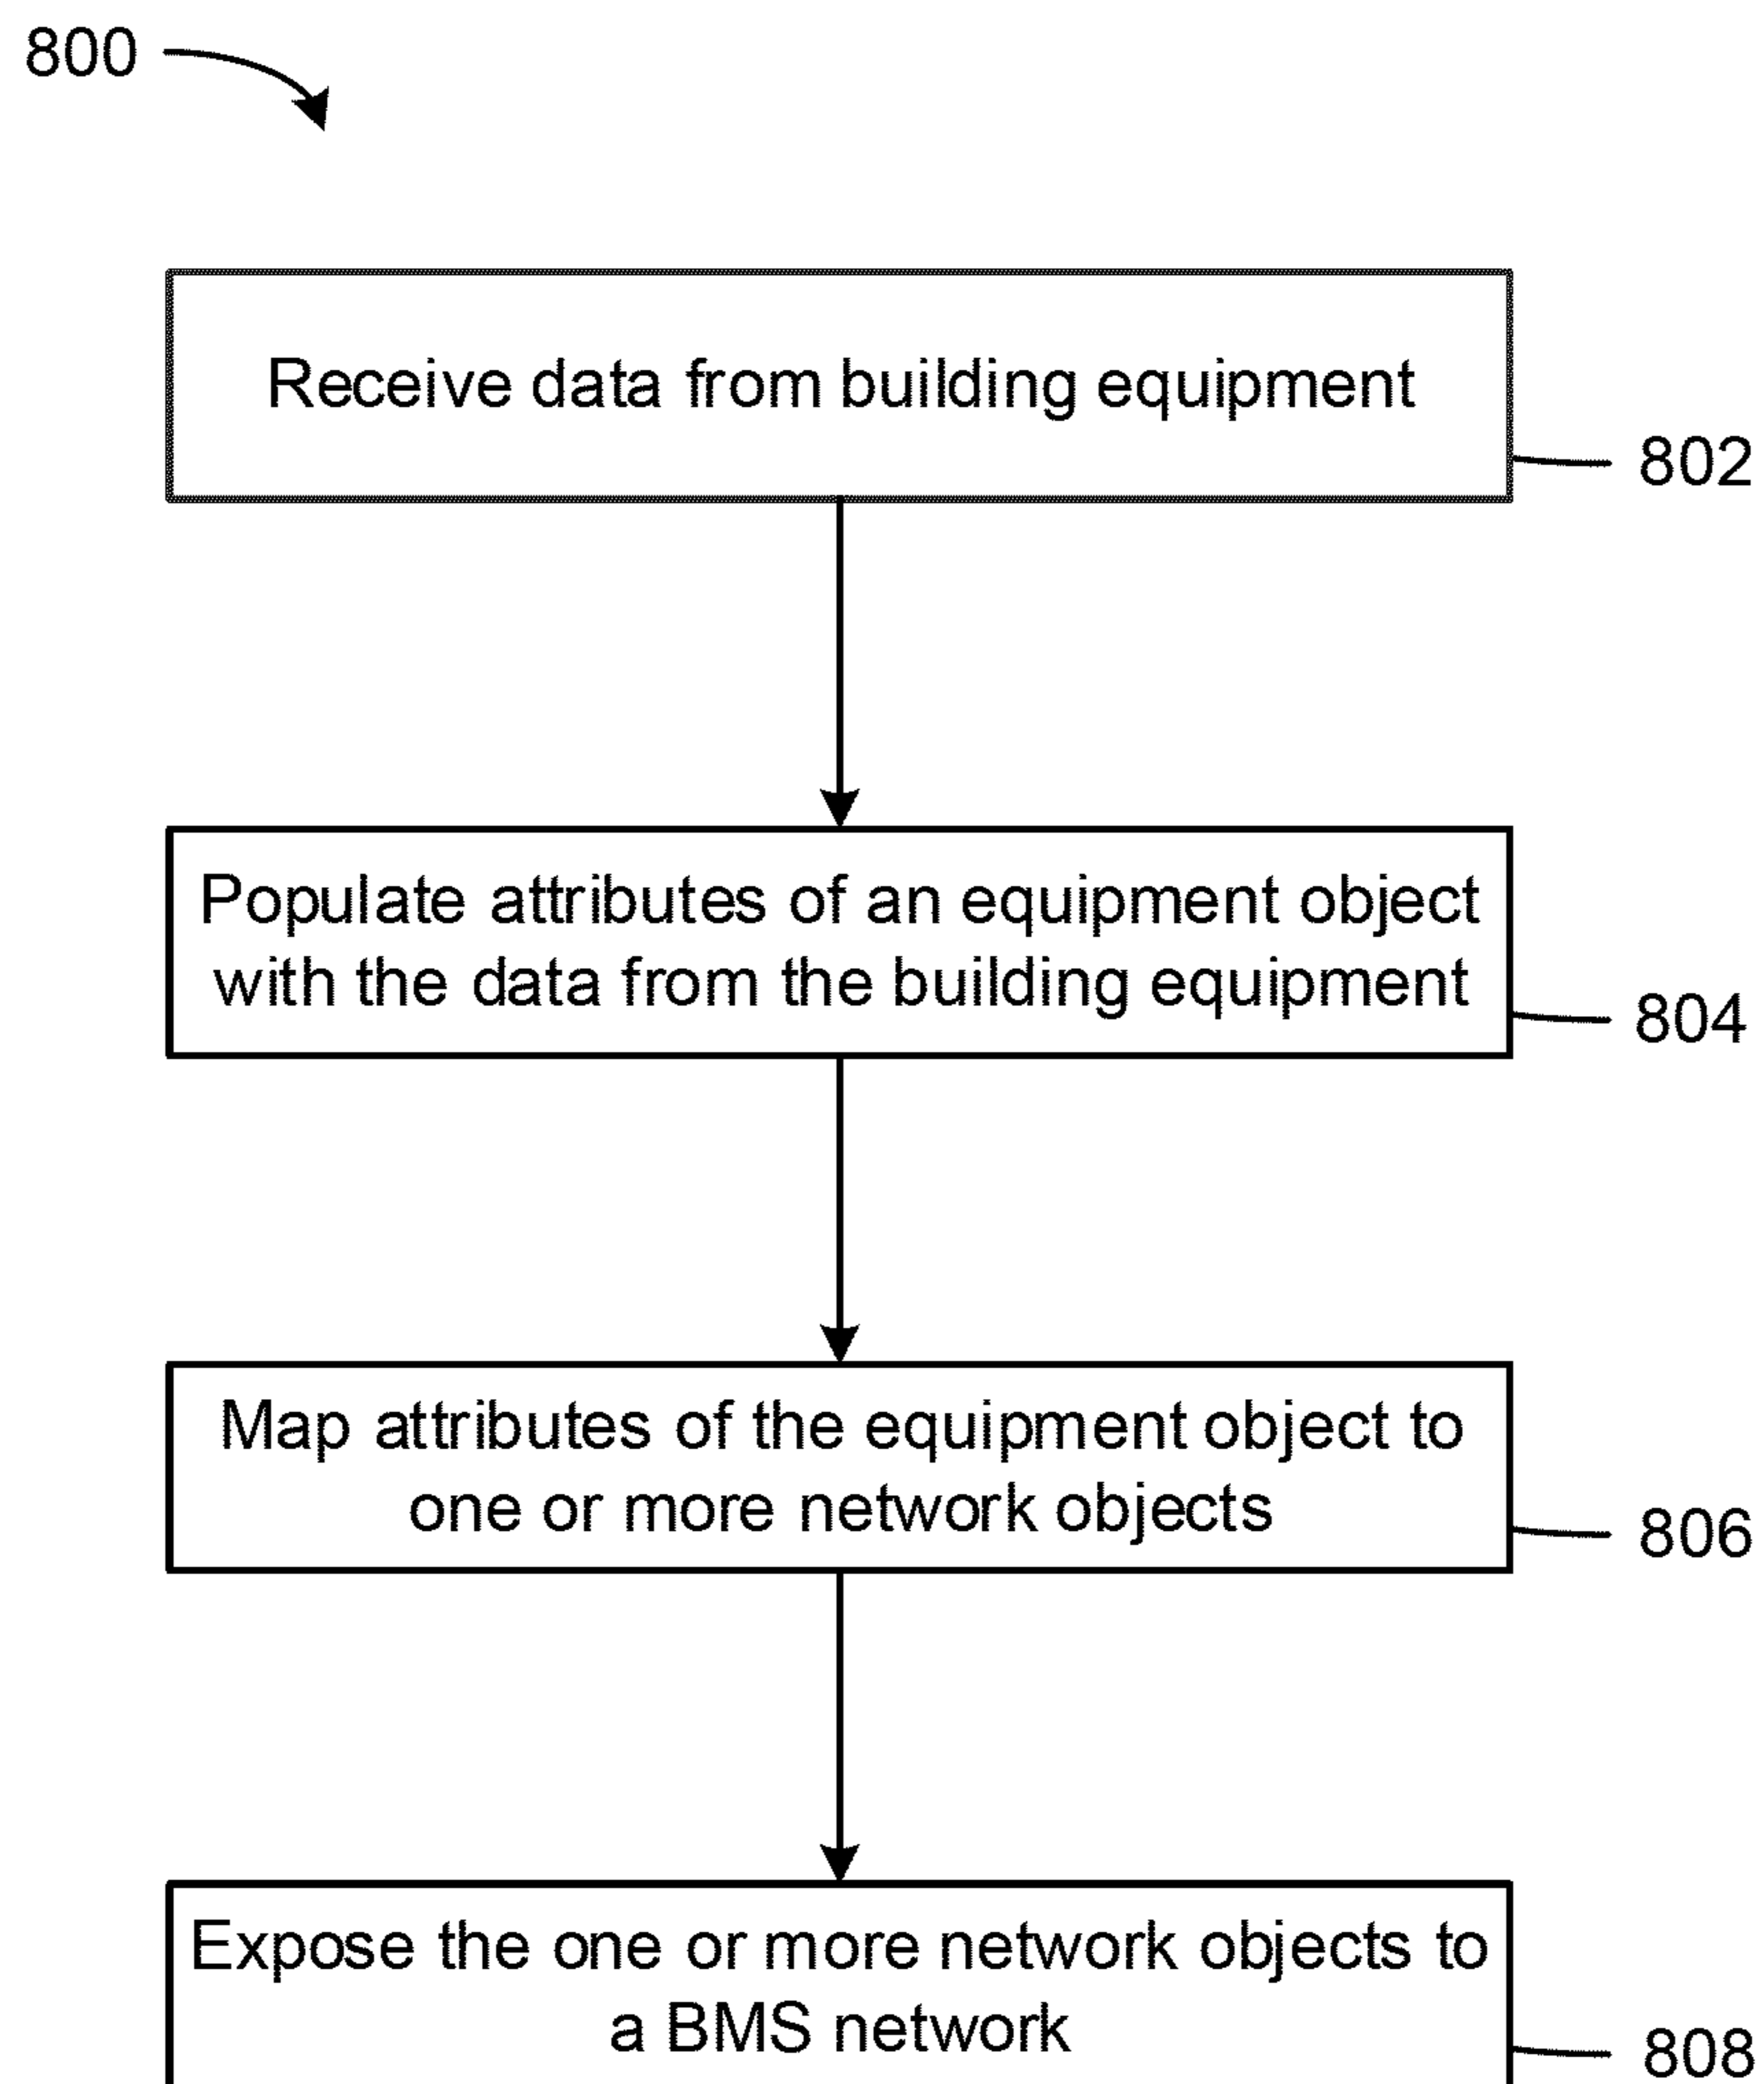 800
Receive data from building equipment
802
Populate attributes of an equipment object
with the data from the building equipment
804
Map attributes of the equipment object to
one or more network objects
806
Expose the one or more network objects to
a BMS network
808